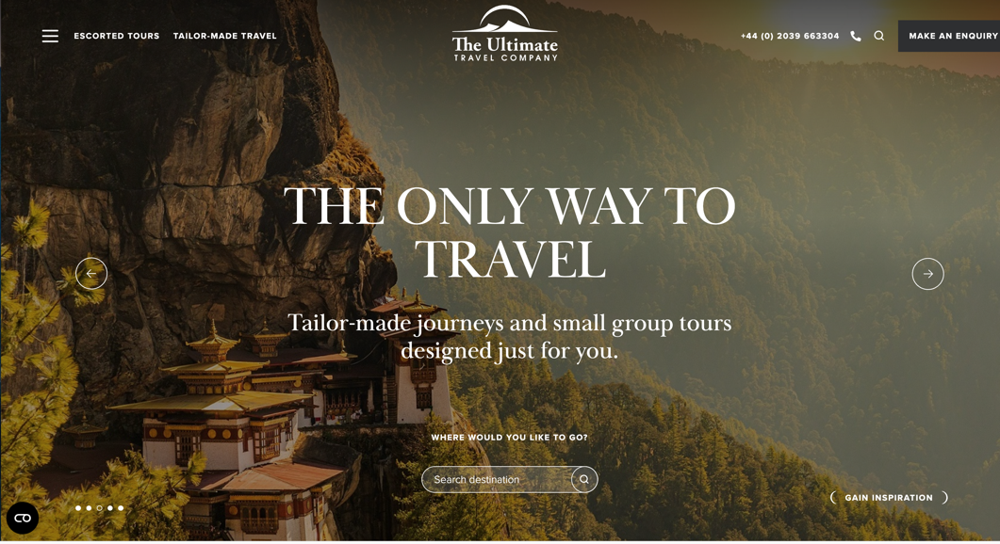 ESCORTED TOURS
TAILOR-MADE TRAVEL
The Ultimate
TRAVEL COMPANY
+44 (0) 2039 663304
MAKE AN ENQUIRY
THE ONLY WAY TO
TRAVEL
Tailor-made journeys and small group tours
designed just for you.
WHERE WOULD YOU LIKE TO GO?
Search destination
GAIN INSPIRATION